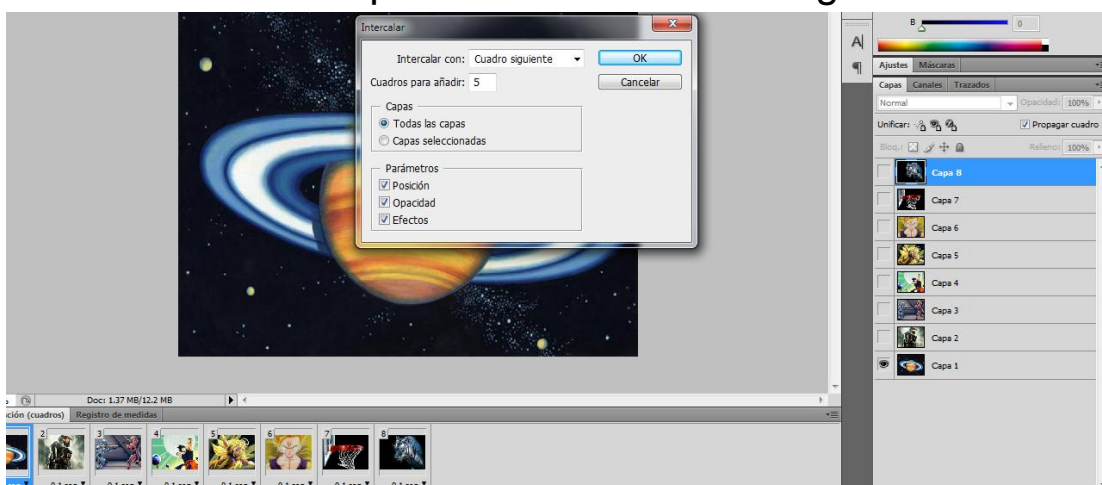 Intercalar
Intercalar con: Cuadro siguiente
OK
Cuadros para añadir: 5
Cancelar
Capas
Todas las capas
Capas seleccionadas
Parámetros
Posición
Opacidad
Efectos
B 0
A
Ajustes Máscaras
Capas Canales Trazados
Normal Opacidad: 100%
Unificar: Propagar cuadro
Bloq.: Relleno: 100%
Capa 8
Capa 7
Capa 6
Capa 5
Capa 4
Capa 3
Capa 2
Capa 1
Doc: 1.37 MB/12.2 MB
(cuadros) Registro de medidas
2 3 4 5 6 7 8